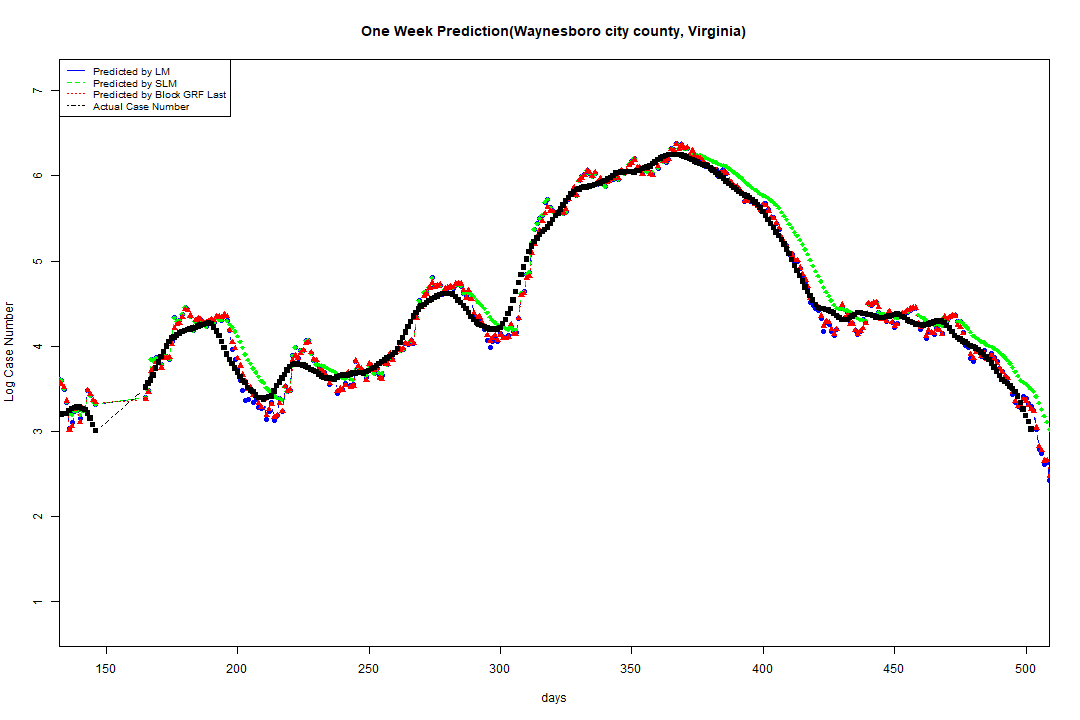 One Week Prediction(Waynesboro city county, Virginia)
Predicted by LM
Predicted by SLM
Predicted by Block GRF Last
Actual Case Number
Log Case Number
7
6
5
4
3
2
1
150 200 250 300 350 400 450 500
days